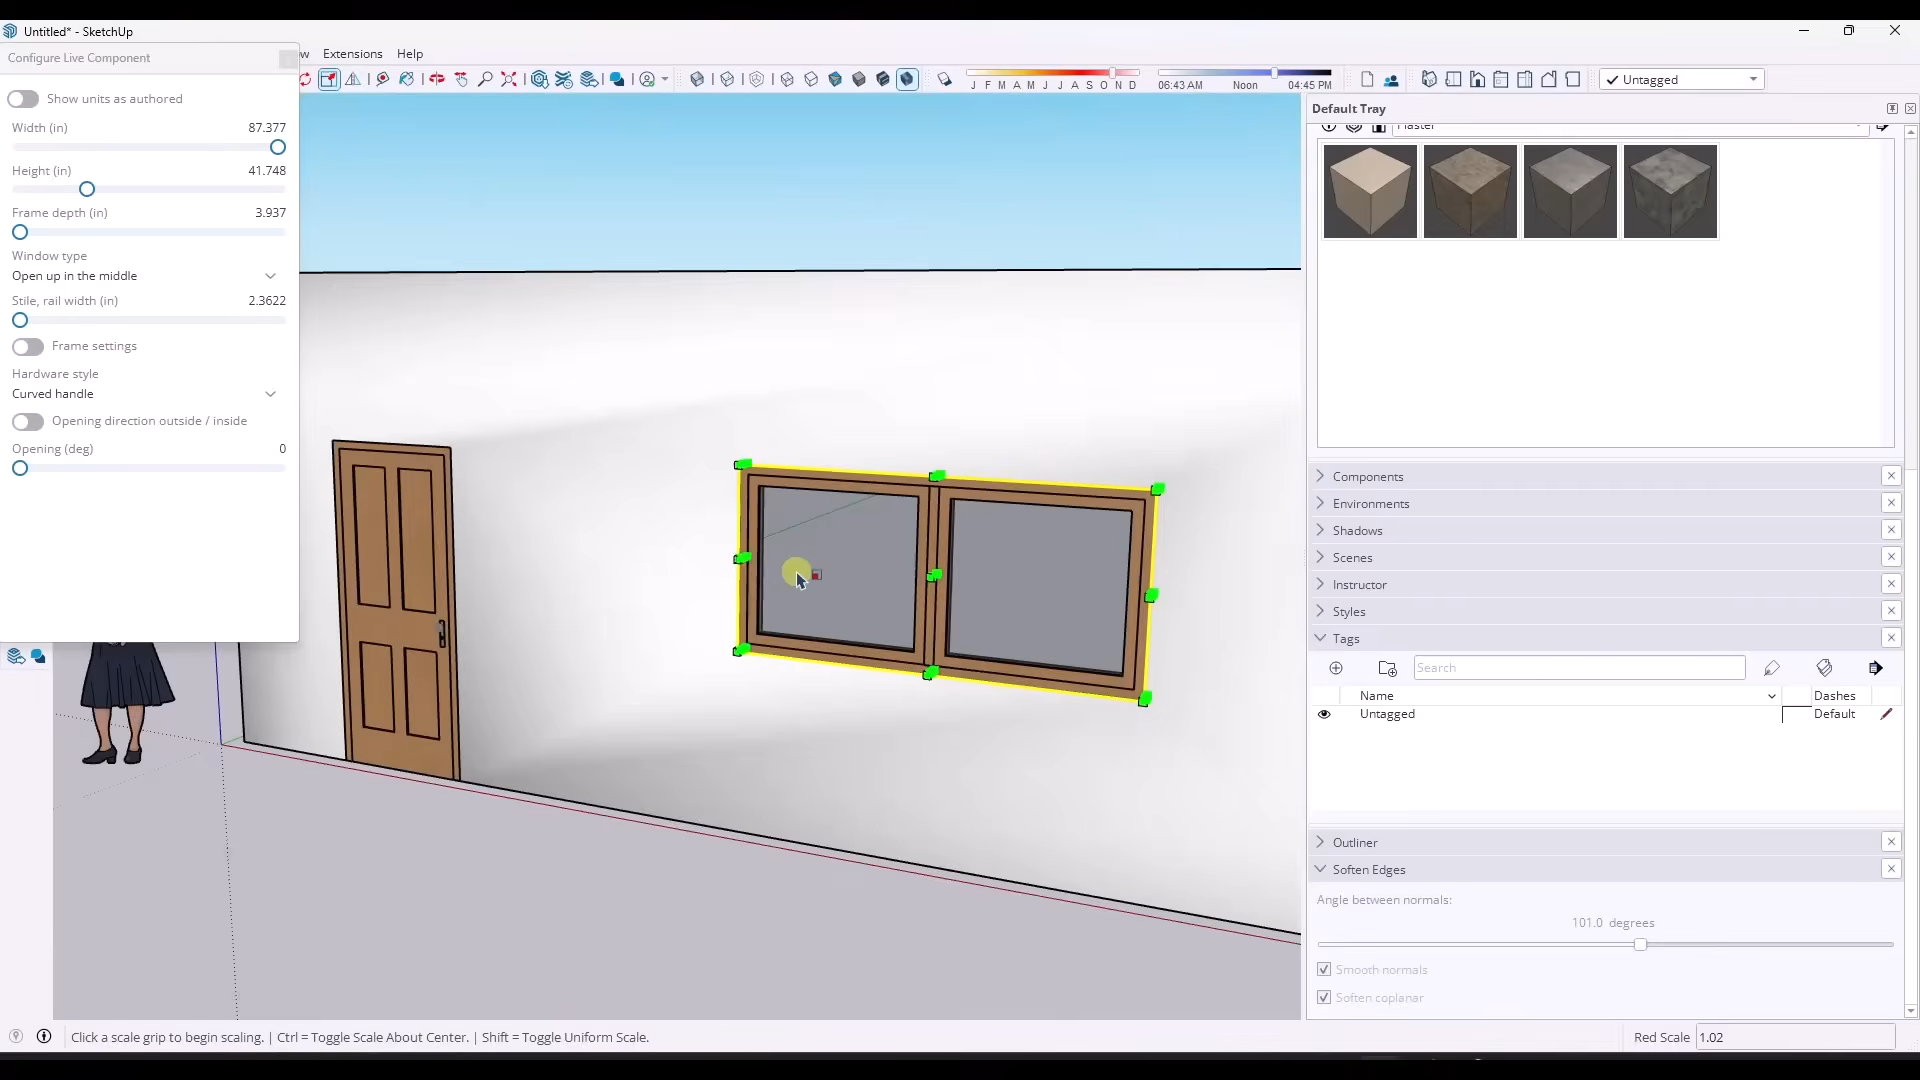 Untitled* - SketchUp
Configure Live Component
Extensions
Help
J F M A M J J A S O N D
06:43 AM Noon 04:45 PM
Untagged
Default Tray
Show units as authored
Width (in) 87.377
Height (in) 41.748
Frame depth (in) 3.937
Window type
Open up in the middle
Stile, rail width (in) 2.3622
Frame settings
Hardware style
Curved handle
Opening direction outside / inside
Opening (deg) 0
Components
Environments
Shadows
Scenes
Instructor
Styles
Tags
Search
Name Dashes
Untagged Default
Outliner
Soften Edges
Angle between normals:
101.0 degrees
Smooth normals
Soften coplanar
Click a scale grip to begin scaling. | Ctrl = Toggle Scale About Center. | Shift = Toggle Uniform Scale.
Red Scale 1.02